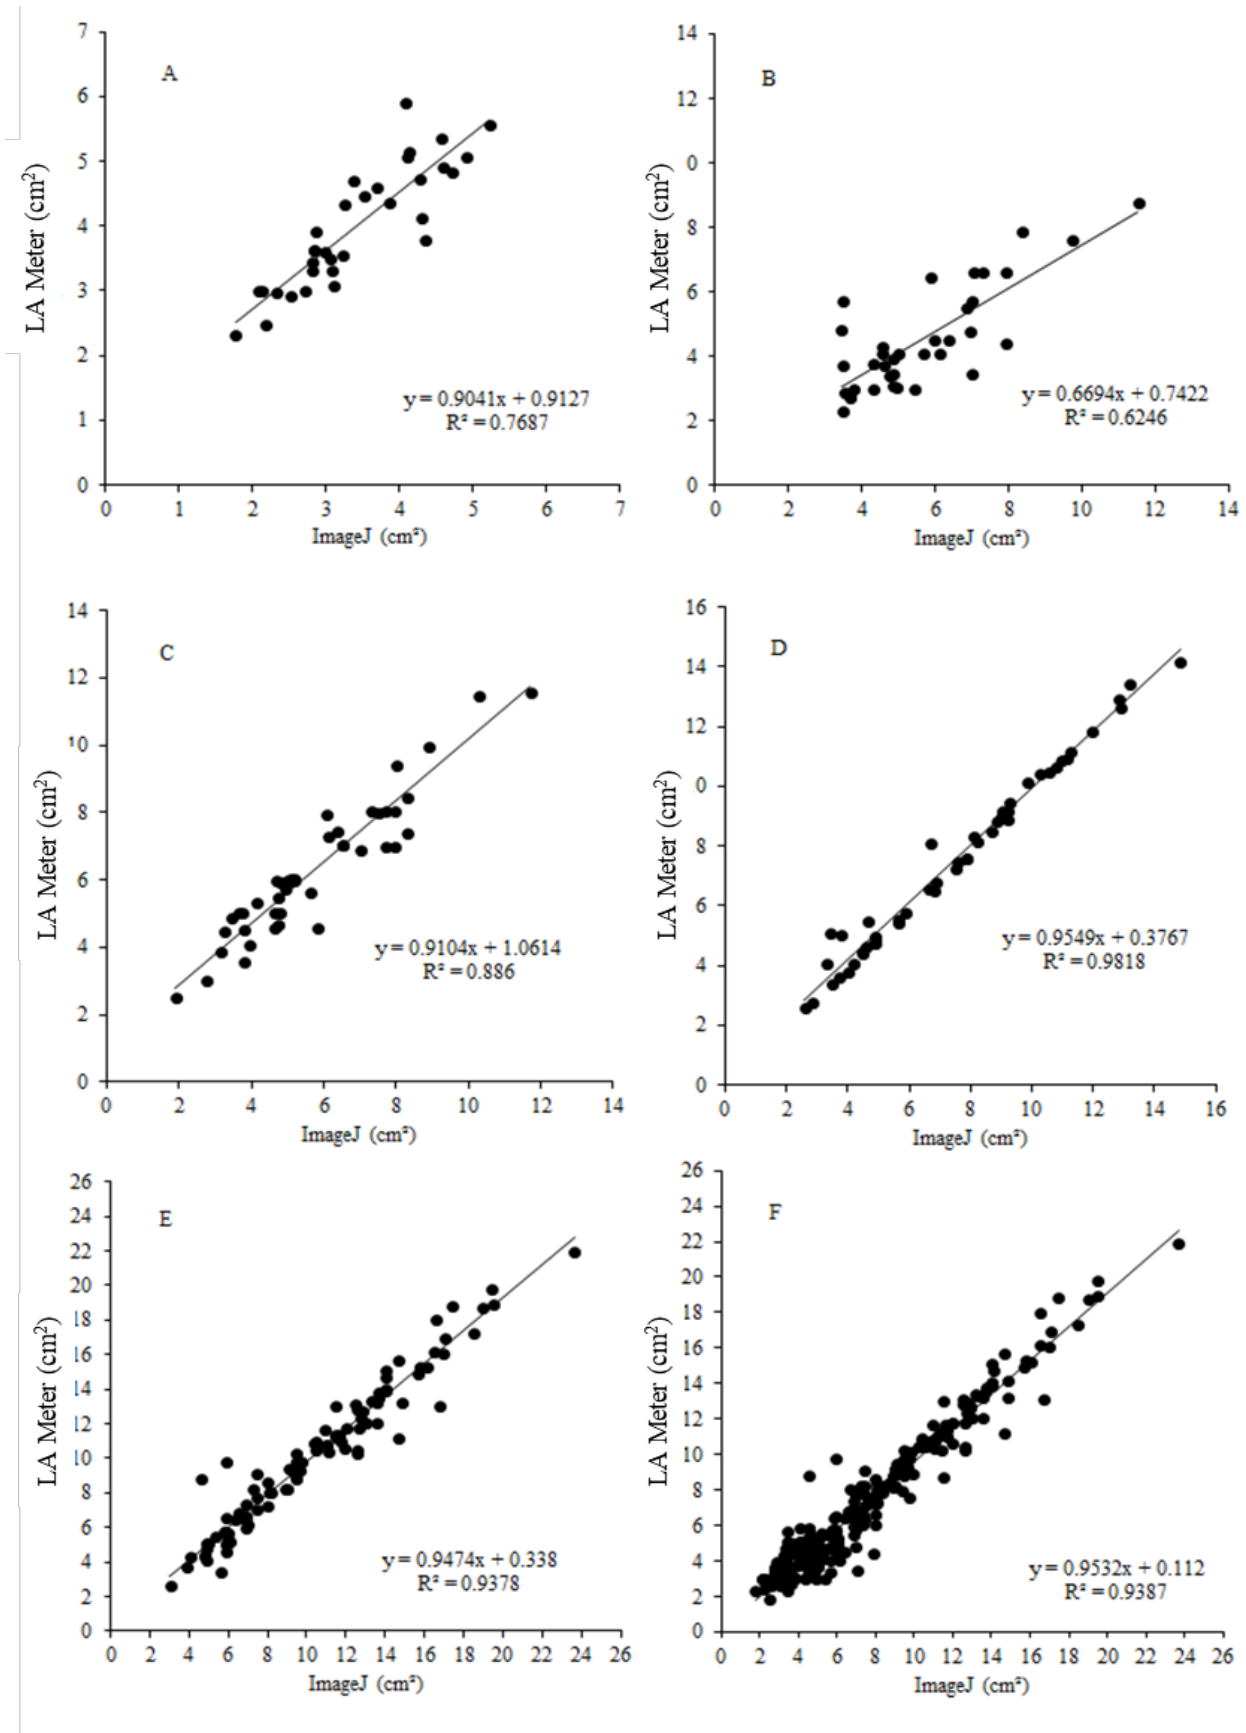 7
6
5
4
3
2
1
0
0 1 2 3 4 5 6 7
LA Meter (cm²)
ImageJ (cm²)
A
y = 0.9041x + 0.9127
R² = 0.7687
14
12
0
8
6
4
2
0
0 2 4 6 8 10 12 14
LA Meter (cm²)
ImageJ (cm²)
B
y = 0.6694x + 0.7422
R² = 0.6246
14
12
10
8
6
4
2
0
0 2 4 6 8 10 12 14
LA Meter (cm²)
ImageJ (cm²)
C
y = 0.9104x + 1.0614
R² = 0.886
16
14
12
0
8
6
4
2
0
0 2 4 6 8 10 12 14 16
LA Meter (cm²)
ImageJ (cm²)
D
y = 0.9549x + 0.3767
R² = 0.9818
26
24
22
20
18
16
14
12
10
8
6
4
2
0
0 2 4 6 8 10 12 14 16 18 20 22 24 26
LA Meter (cm²)
ImageJ (cm²)
E
y = 0.9474x + 0.338
R² = 0.9378
26
24
22
20
18
16
14
12
10
8
6
4
2
0
0 2 4 6 8 10 12 14 16 18 20 22 24 26
LA Meter (cm²)
ImageJ (cm²)
F
y = 0.9532x + 0.112
R² = 0.9387